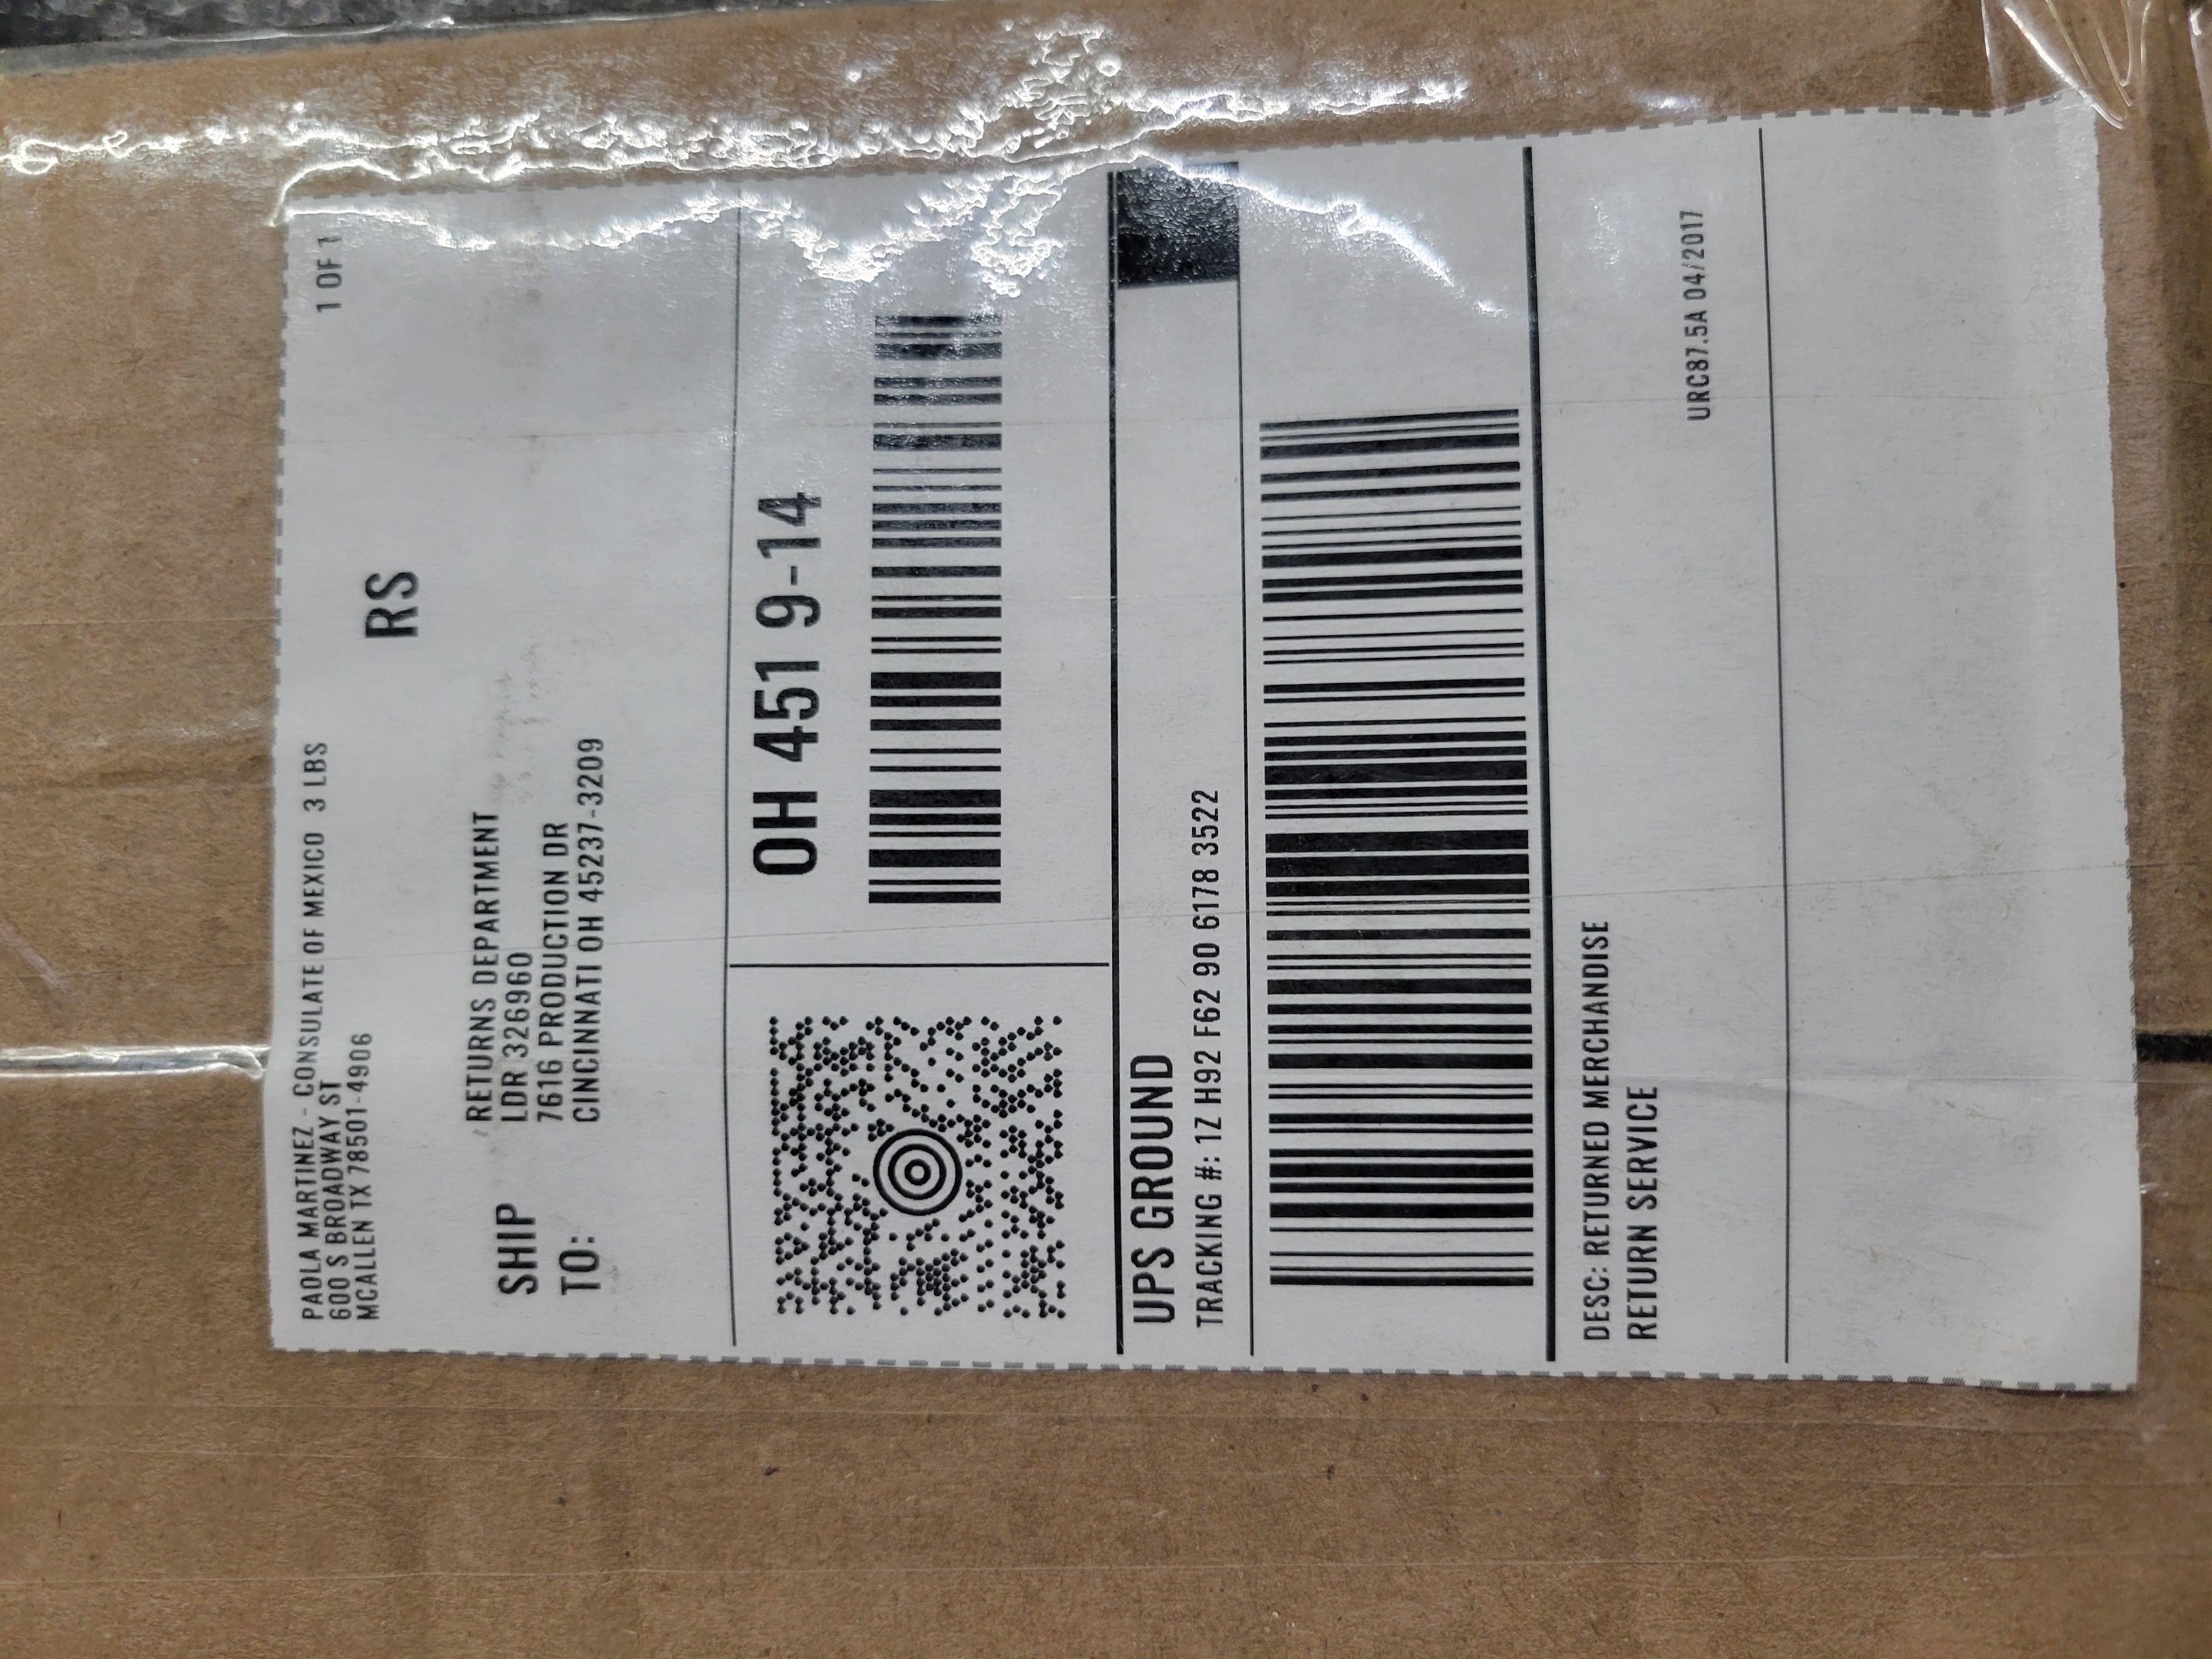 PAOLA MARTINEZ - CONSULATE OF MEXICO 3 LBS 1 OF 1
600 S BROADWAY ST
MCALLEN TX 78501-4906
RS
SHIP TO:
RETURNS DEPARTMENT
LDR 326960
7616 PRODUCTION DR
CINCINNATI OH 45237-3209
OH 451 9-14
UPS GROUND
TRACKING #: 1Z H92 F62 90 6178 3522
DESC: RETURNED MERCHANDISE
RETURN SERVICE
URC87.5A 04/2017